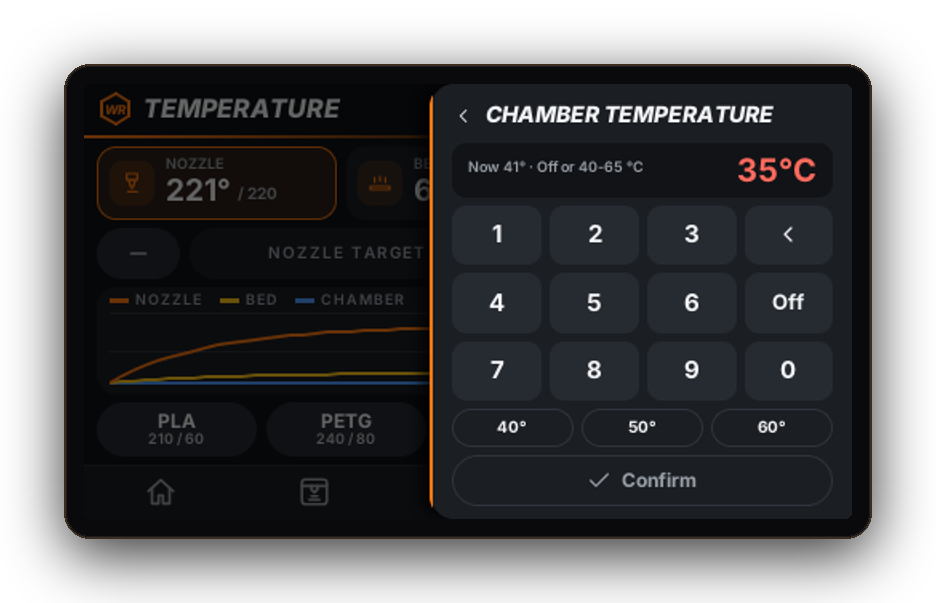 WR TEMPERATURE
NOZZLE
221° / 220
BE
6
NOZZLE TARGET
NOZZLE BED CHAMBER
PLA
210/60
PETG
240/80
CHAMBER TEMPERATURE
Now 41° · Off or 40-65 °C
35°C
1 2 3 <
4 5 6 Off
7 8 9 0
40° 50° 60°
Confirm